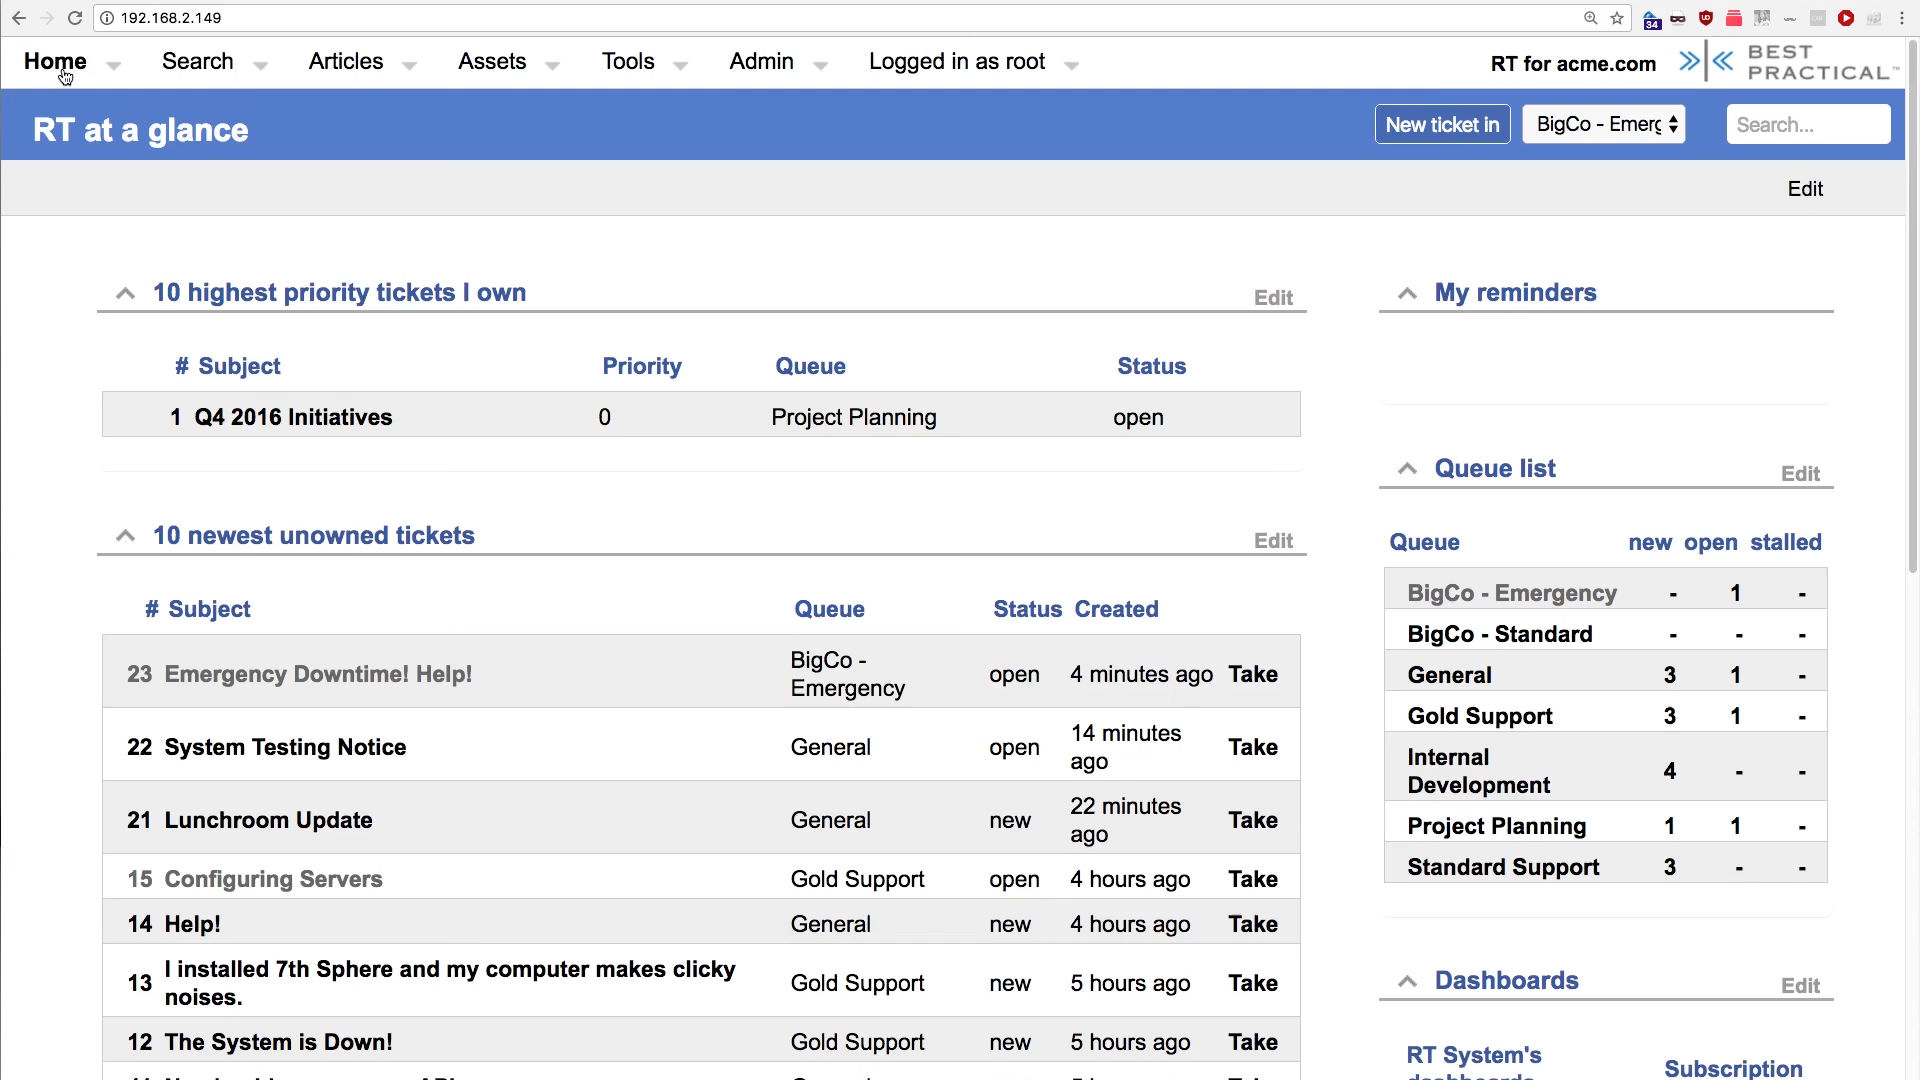 192.168.2.149
34
Home Search Articles Assets Tools Admin Logged in as root RT for acme.com BEST PRACTICAL™
RT at a glance New ticket in BigCo - Emerg Search...
Edit
10 highest priority tickets I own Edit
# Subject Priority Queue Status
1 Q4 2016 Initiatives 0 Project Planning open
10 newest unowned tickets Edit
# Subject Queue Status Created
23 Emergency Downtime! Help! BigCo - Emergency open 4 minutes ago Take
22 System Testing Notice General open 14 minutes ago Take
21 Lunchroom Update General new 22 minutes ago Take
15 Configuring Servers Gold Support open 4 hours ago Take
14 Help! General new 4 hours ago Take
13 I installed 7th Sphere and my computer makes clicky noises. Gold Support new 5 hours ago Take
12 The System is Down! Gold Support new 5 hours ago Take
My reminders
Queue list Edit
Queue new open stalled
BigCo - Emergency - 1 -
BigCo - Standard - - -
General 3 1 -
Gold Support 3 1 -
Internal Development 4 - -
Project Planning 1 1 -
Standard Support 3 - -
Dashboards Edit
RT System's
Subscription